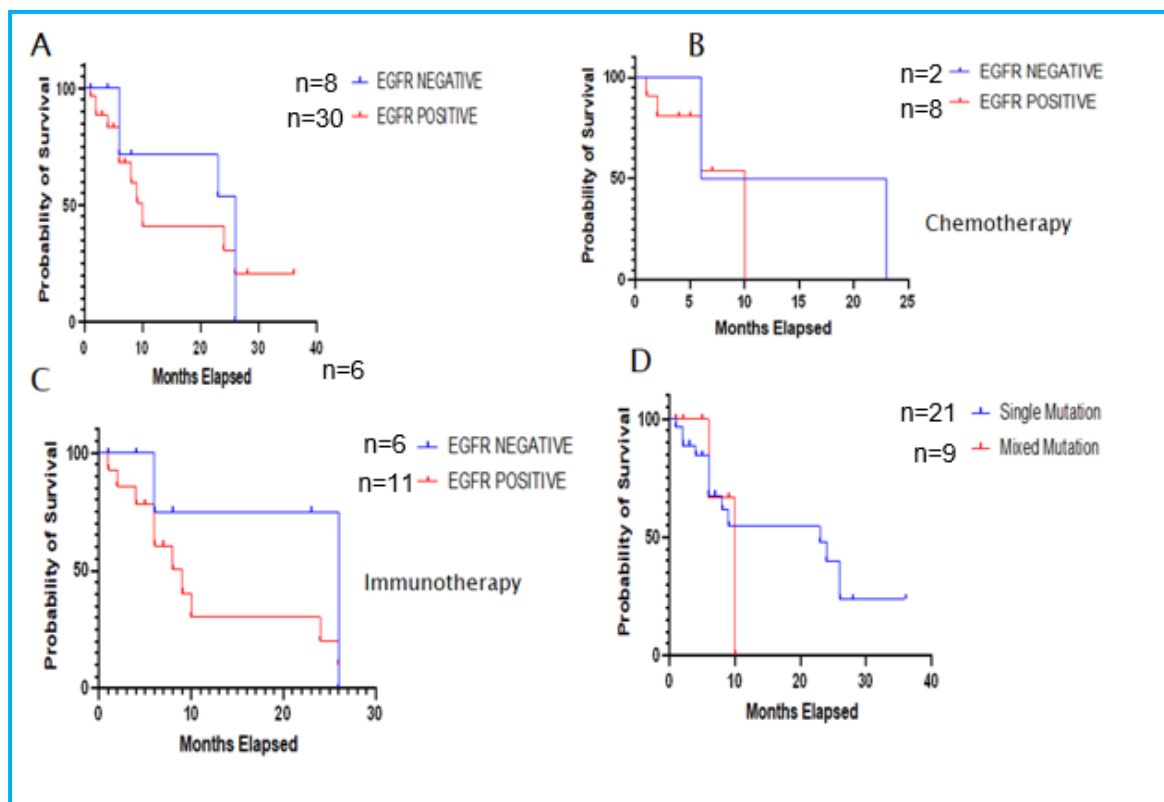 A
n=8 EGFR NEGATIVE
n=30 EGFR POSITIVE
Probability of Survival
100
50
0
0 10 20 30 40
Months Elapsed
n=6
B
n=2 EGFR NEGATIVE
n=8 EGFR POSITIVE
Probability of Survival
100
50
0
Chemotherapy
0 5 10 15 20 25
Months Elapsed
C
n=6 EGFR NEGATIVE
n=11 EGFR POSITIVE
Probability of Survival
100
50
0
Immunotherapy
0 10 20 30
Months Elapsed
D
n=21 Single Mutation
n=9 Mixed Mutation
Probability of Survival
100
50
0
0 10 20 30 40
Months Elapsed